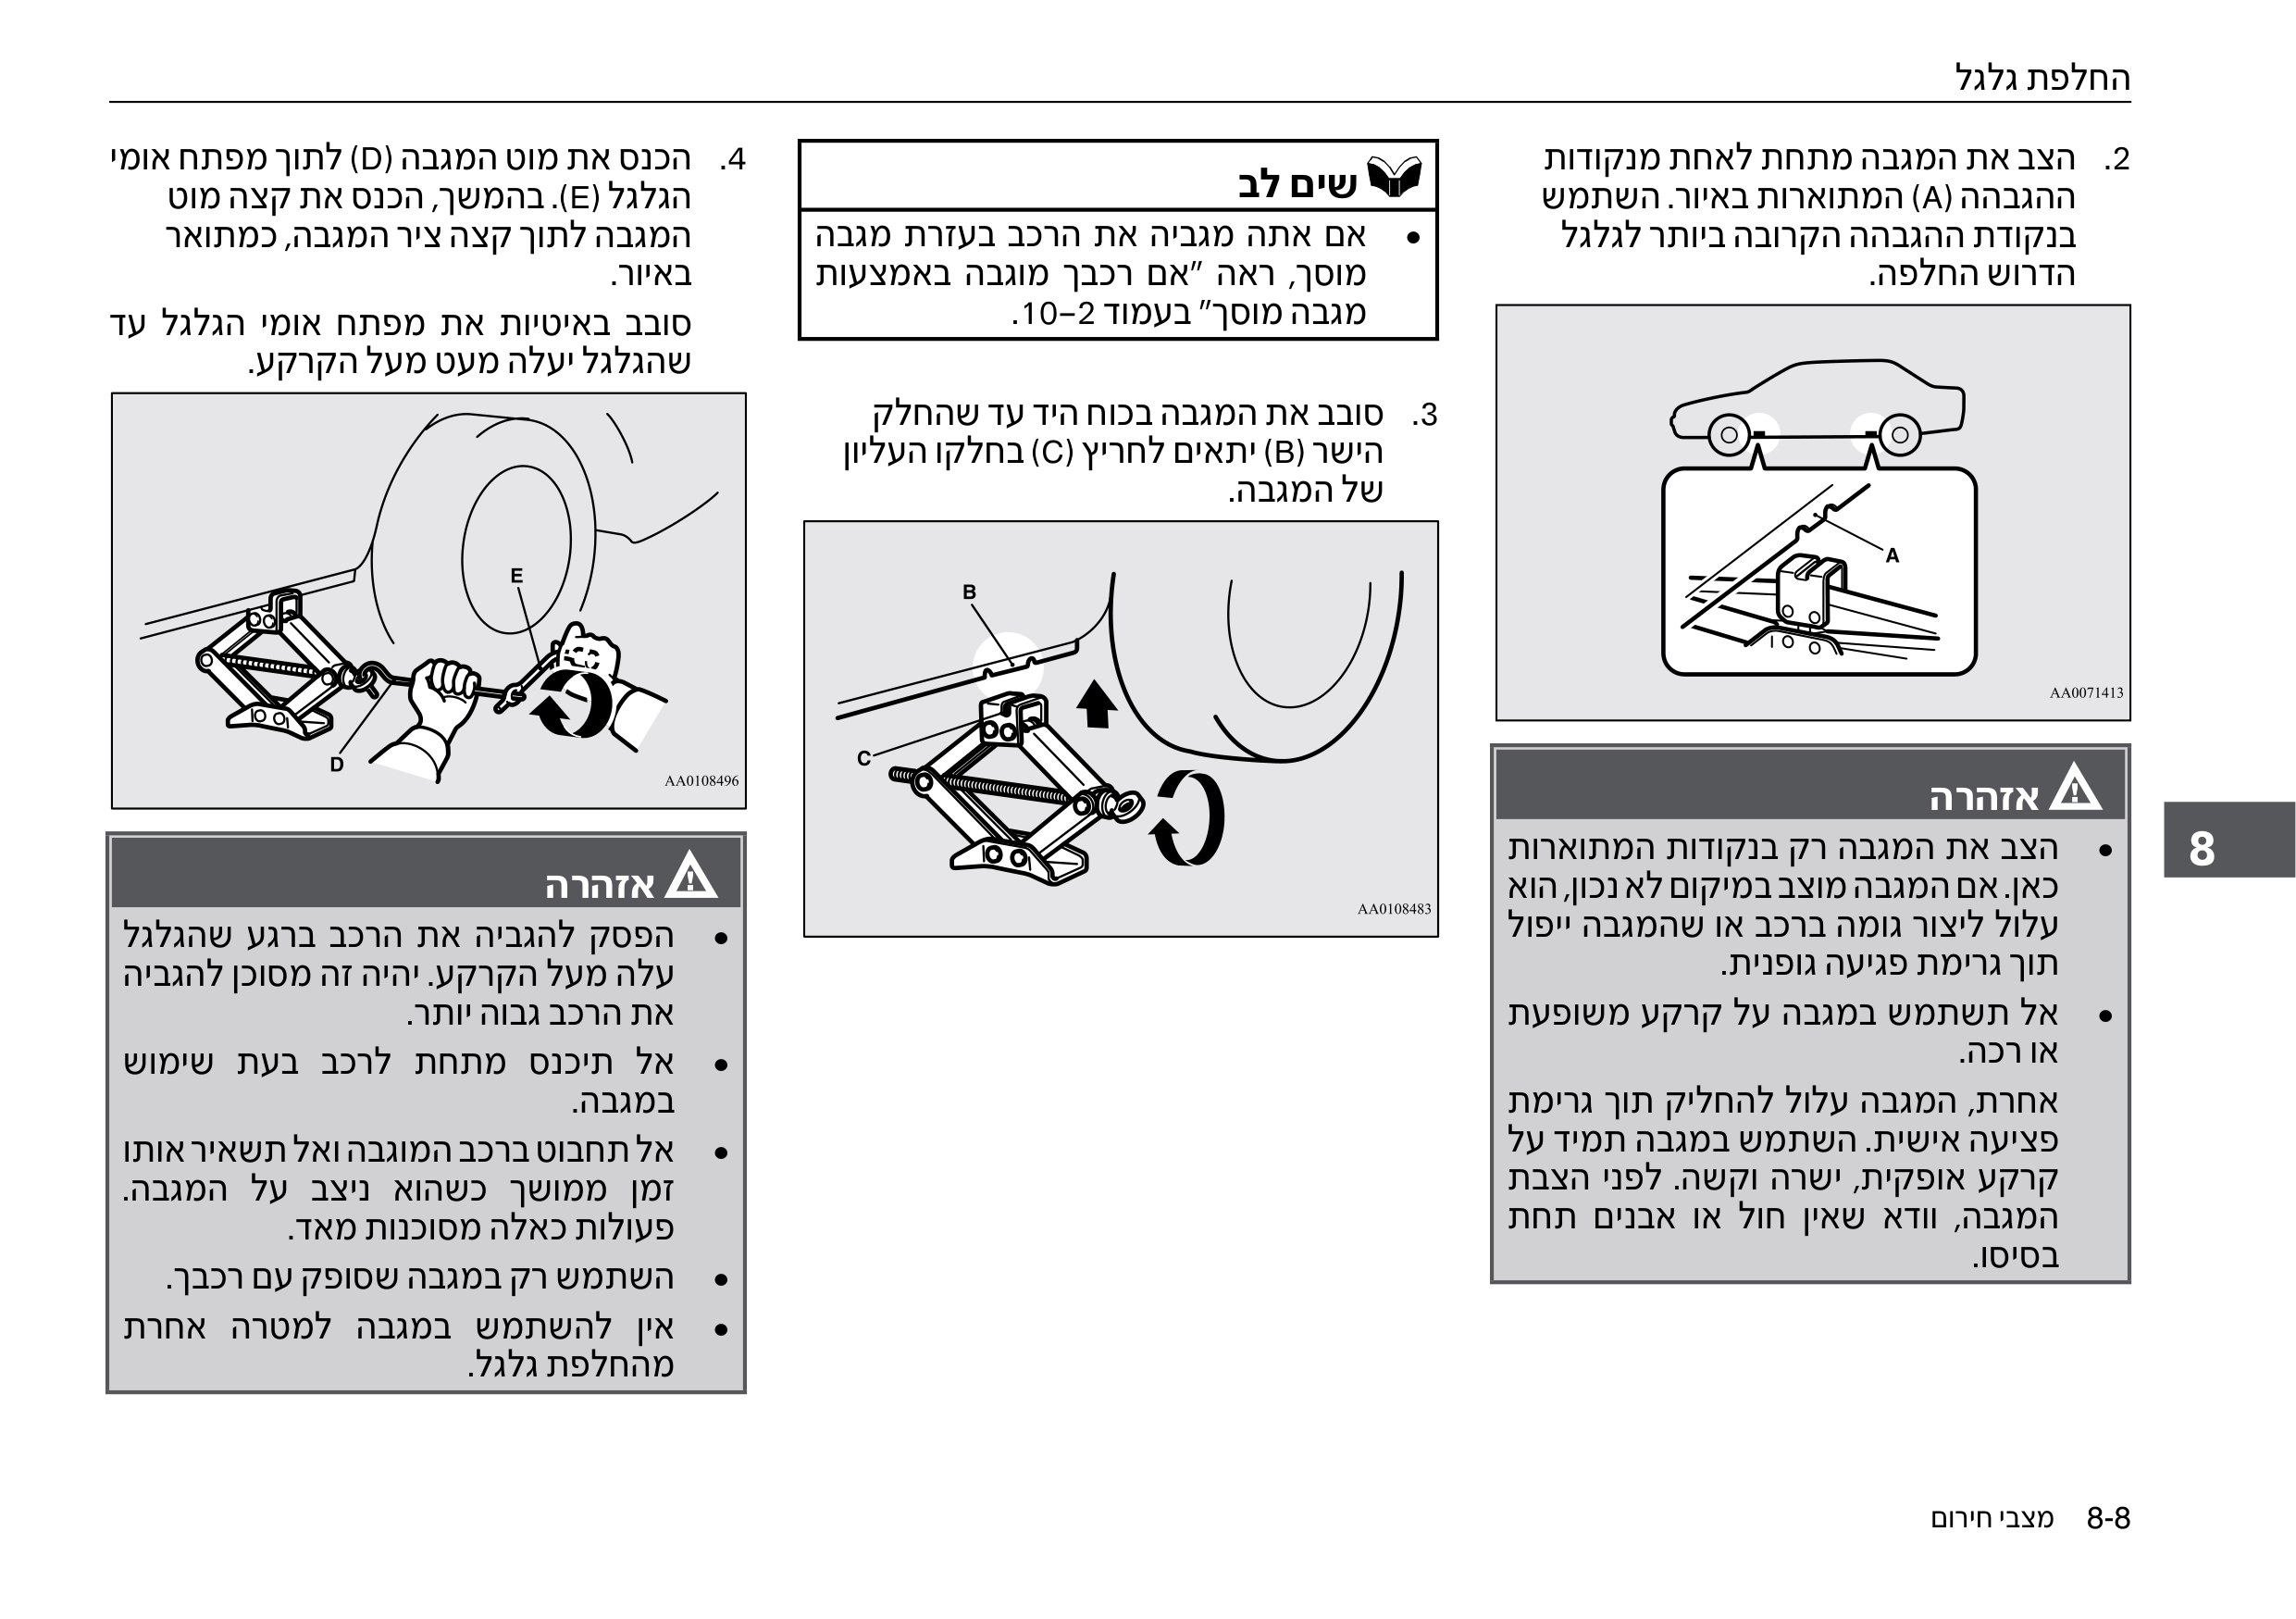 החלפת גלגל
2. הצב את המגבה מתחת לאחת מנקודות
ההגבהה (A) המתוארות באיור. השתמש
בנקודת ההגבהה הקרובה ביותר לגלגל
הדרוש החלפה.
A
AA0071413
אזהרה
• הצב את המגבה רק בנקודות המתוארות
כאן. אם המגבה מוצב במיקום לא נכון, הוא
עלול ליצור גומה ברכב או שהמגבה ייפול
תוך גרימת פגיעה גופנית.
• אל תשתמש במגבה על קרקע משופעת
או רכה.
אחרת, המגבה עלול להחליק תוך גרימת
פציעה אישית. השתמש במגבה תמיד על
קרקע אופקית, ישרה וקשה. לפני הצבת
המגבה, וודא שאין חול או אבנים תחת
בסיסו.
שים לב
• אם אתה מגביה את הרכב בעזרת מגבה
מוסך, ראה "אם רכבך מוגבה באמצעות
מגבה מוסך" בעמוד 10-2.
3. סובב את המגבה בכוח היד עד שהחלק
הישר (B) יתאים לחריץ (C) בחלקו העליון
של המגבה.
B
C
AA0108483
4. הכנס את מוט המגבה (D) לתוך מפתח אומי
הגלגל (E). בהמשך, הכנס את קצה מוט
המגבה לתוך קצה ציר המגבה, כמתואר
באיור.
סובב באיטיות את מפתח אומי הגלגל עד
שהגלגל יעלה מעט מעל הקרקע.
E
D
AA0108496
אזהרה
• הפסק להגביה את הרכב ברגע שהגלגל
עלה מעל הקרקע. יהיה זה מסוכן להגביה
את הרכב גבוה יותר.
• אל תיכנס מתחת לרכב בעת שימוש
במגבה.
• אל תחבוט ברכב המוגבה ואל תשאיר אותו
זמן ממושך כשהוא ניצב על המגבה.
פעולות כאלה מסוכנות מאד.
• השתמש רק במגבה שסופק עם רכבך.
• אין להשתמש במגבה למטרה אחרת
מהחלפת גלגל.
8
8-8 מצבי חירום